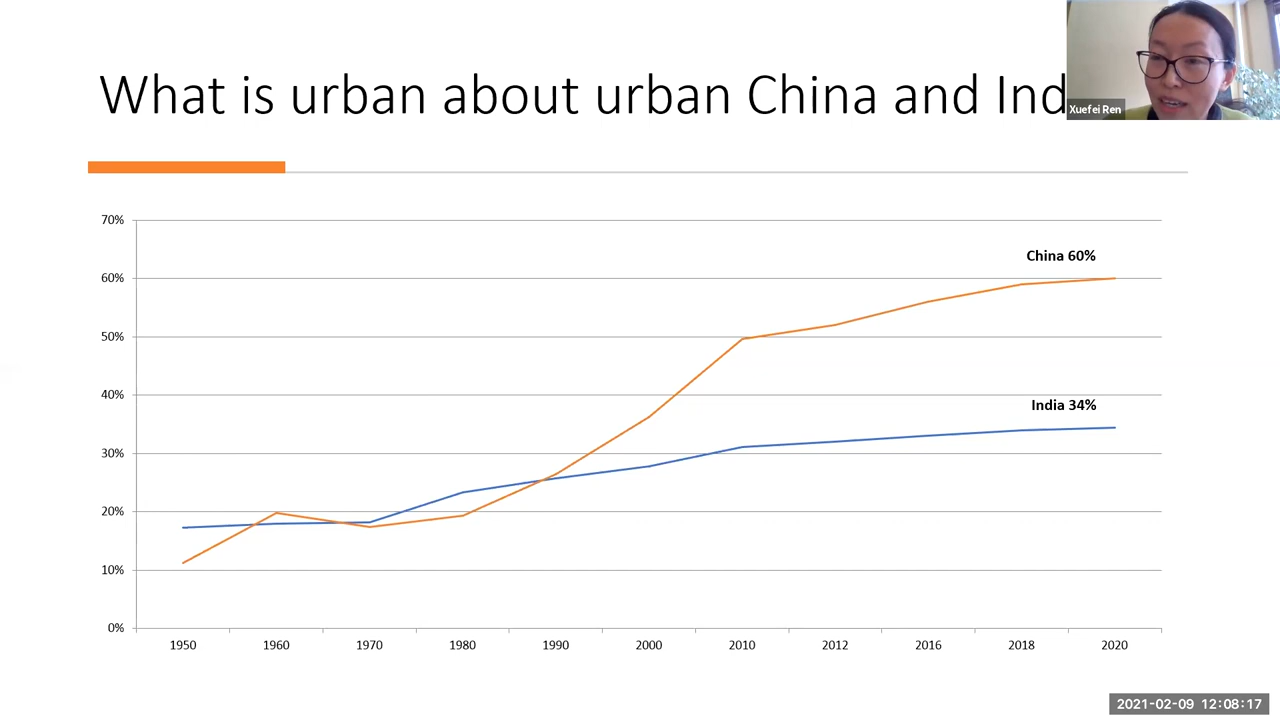 What is urban about urban China and Ind
Xuefei Ren
70%
60%
50%
40%
30%
20%
10%
0%
China 60%
India 34%
1950 1960 1970 1980 1990 2000 2010 2012 2016 2018 2020
2021-02-09 12:08:17